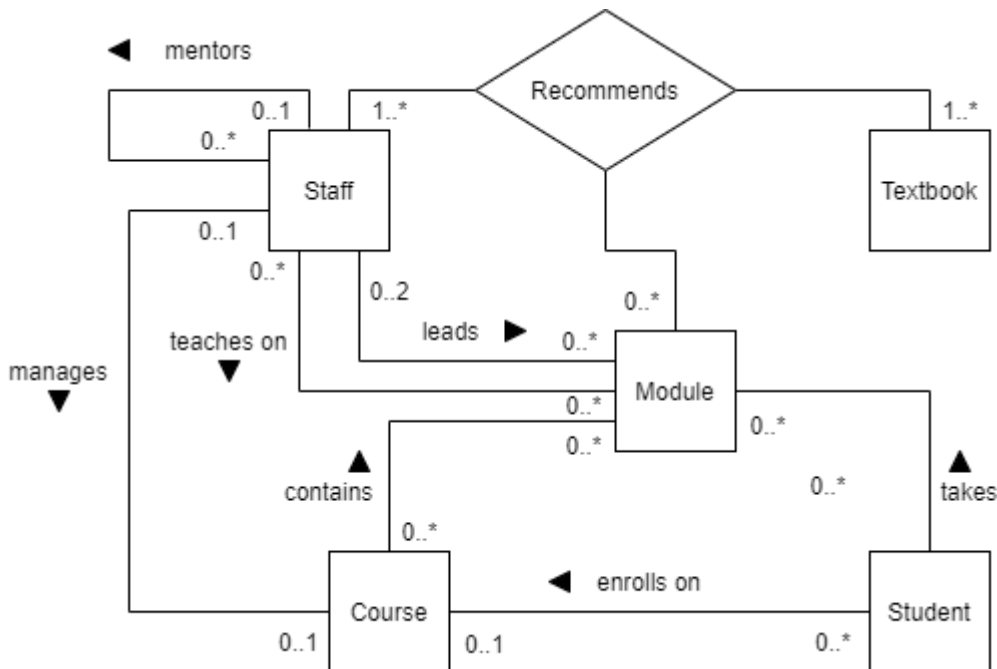 mentors
Recommends
0..1
1..*
1..*
0..*
Staff
Textbook
0..1
0..*
0..2
0..*
leads
0..*
teaches on
manages
Module
0..*
0..*
0..*
contains
0..*
takes
0..*
enrolls on
Course
Student
0..1
0..1
0..*